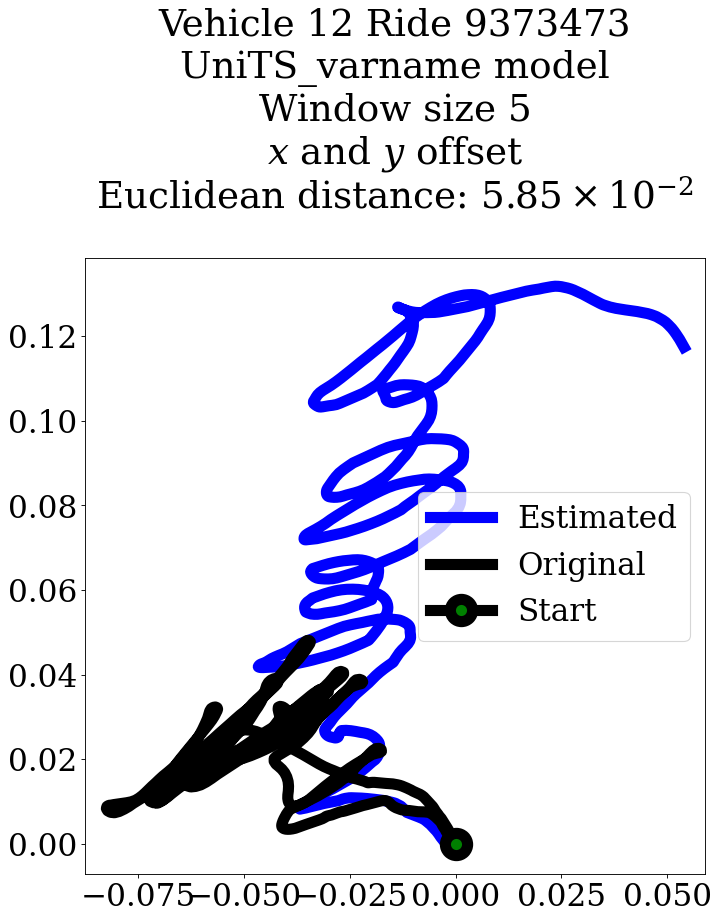 Vehicle 12 Ride 9373473
UniTS_varname model
Window size 5
x and y offset
Euclidean distance: 5.85 × 10⁻²
0.12
0.10
0.08
0.06
0.04
0.02
0.00
Estimated
Original
Start
−0.075 −0.050 −0.025 0.000 0.025 0.050